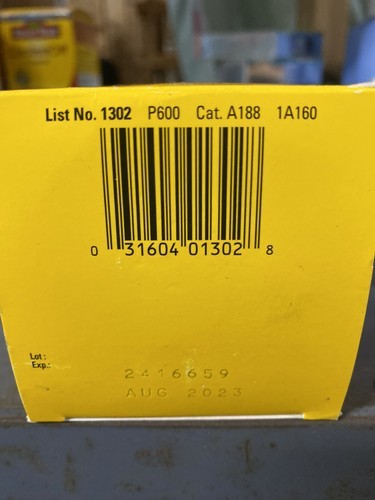 List No. 1302 P600 Cat. A188 1A160
0 31604 01302 8
Lot:
Exp.:
2416659
AUG 2023